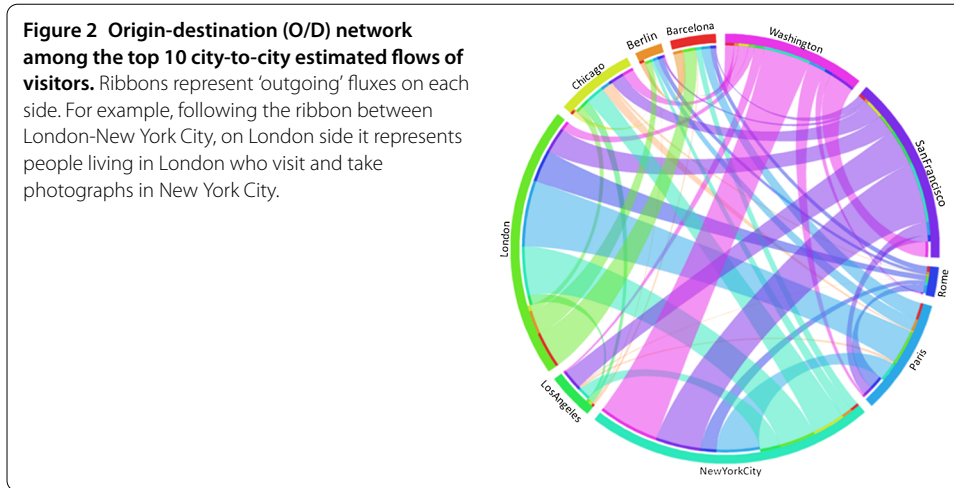 Figure 2 Origin-destination (O/D) network
among the top 10 city-to-city estimated flows of
visitors. Ribbons represent ‘outgoing’ fluxes on each
side. For example, following the ribbon between
London-New York City, on London side it represents
people living in London who visit and take
photographs in New York City.
Berlin
Barcelona
Washington
Chicago
SanFrancisco
London
Rome
Paris
LosAngeles
NewYorkCity